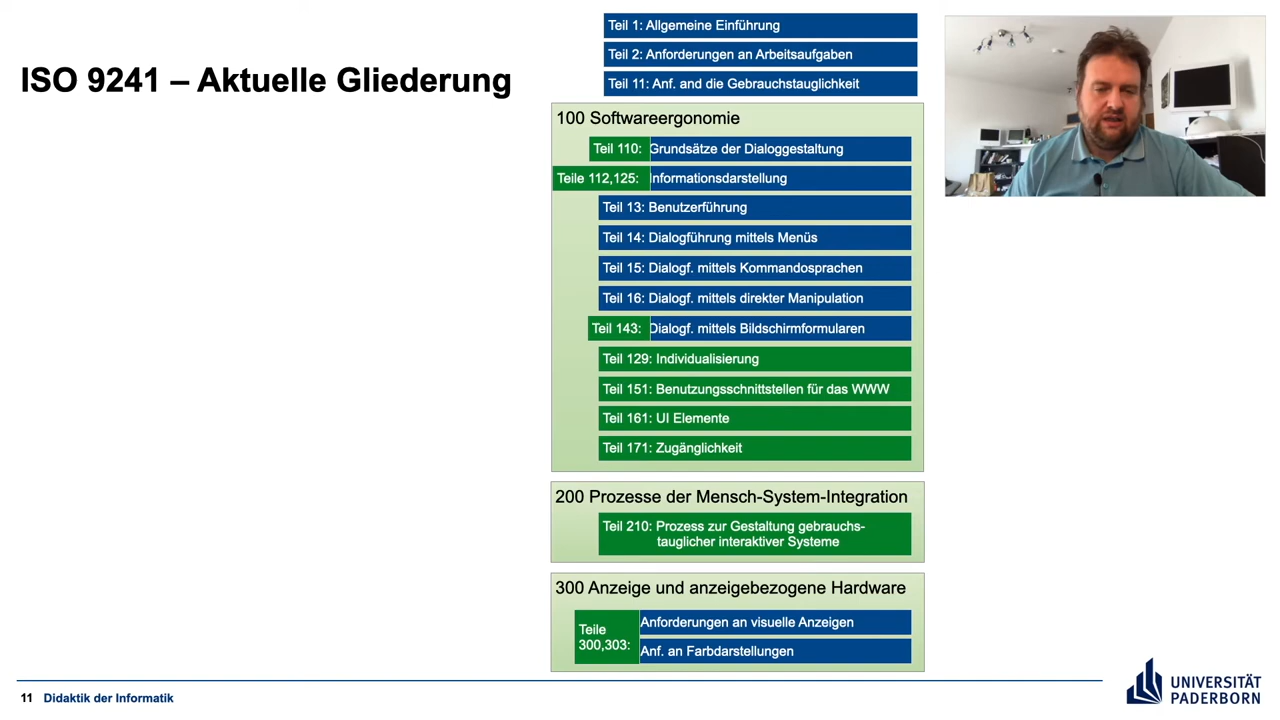 ISO 9241 – Aktuelle Gliederung
Teil 1: Allgemeine Einführung
Teil 2: Anforderungen an Arbeitsaufgaben
Teil 11: Anf. and die Gebrauchstauglichkeit
100 Softwareergonomie
Teil 110: Grundsätze der Dialoggestaltung
Teile 112,125: Informationsdarstellung
Teil 13: Benutzerführung
Teil 14: Dialogführung mittels Menüs
Teil 15: Dialogf. mittels Kommandosprachen
Teil 16: Dialogf. mittels direkter Manipulation
Teil 143: Dialogf. mittels Bildschirmformularen
Teil 129: Individualisierung
Teil 151: Benutzungsschnittstellen für das WWW
Teil 161: UI Elemente
Teil 171: Zugänglichkeit
200 Prozesse der Mensch-System-Integration
Teil 210: Prozess zur Gestaltung gebrauchs-
tauglicher interaktiver Systeme
300 Anzeige und anzeigebezogene Hardware
Teile
300,303:
Anforderungen an visuelle Anzeigen
Anf. an Farbdarstellungen
11 Didaktik der Informatik
UNIVERSITÄT
PADERBORN